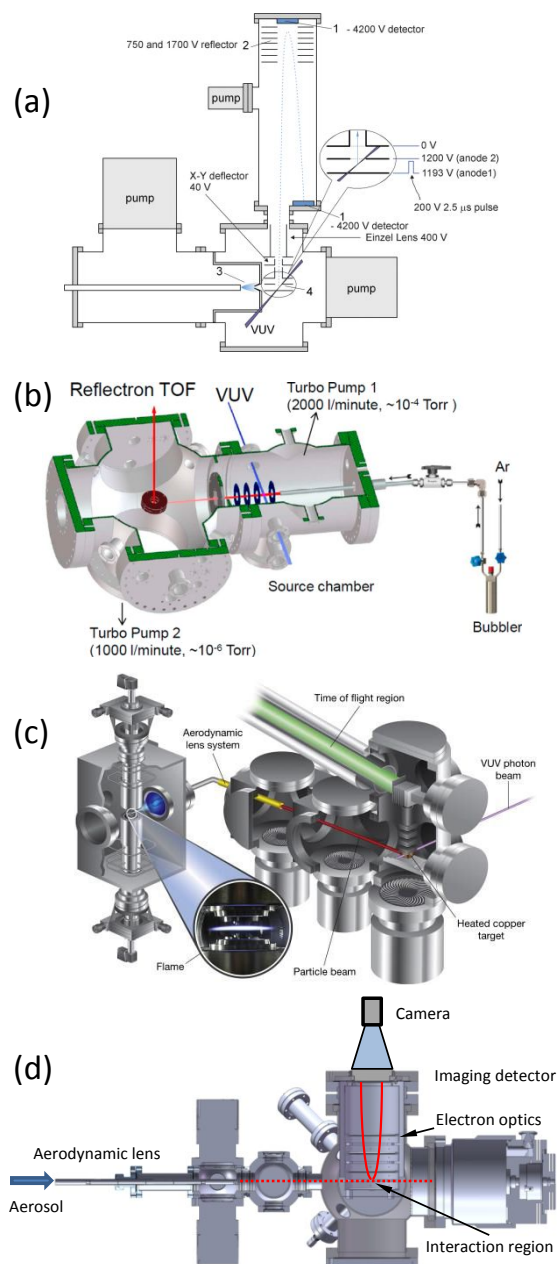 (a)
1
- 4200 V detector
750 and 1700 V reflector
2
pump
0 V
1200 V (anode 2)
1193 V (anode1)
200 V 2.5 μs pulse
X-Y deflector
40 V
1
- 4200 V detector
Einzel Lens 400 V
pump
3
4
pump
VUV
(b)
Reflectron TOF
VUV
Turbo Pump 1
(2000 l/minute, ~10⁻⁴ Torr )
Ar
Source chamber
Bubbler
Turbo Pump 2
(1000 l/minute, ~10⁻⁶ Torr)
(c)
Time of flight region
Aerodynamic
lens system
VUV photon
beam
Heated copper
target
Particle beam
Flame
Camera
(d)
Imaging detector
Electron optics
Aerodynamic lens
Aerosol
Interaction region